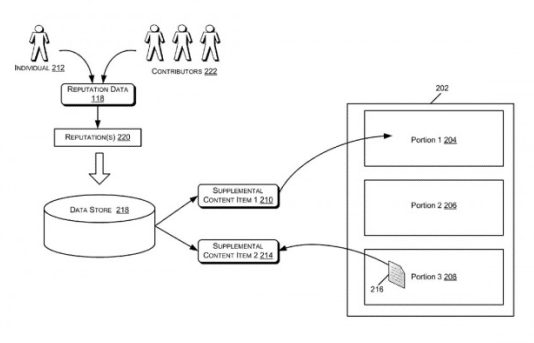 INDIVIDUAL 212
CONTRIBUTORS 222
REPUTATION DATA
118
REPUTATION(S) 220
DATA STORE 218
SUPPLEMENTAL
CONTENT ITEM 1 210
SUPPLEMENTAL
CONTENT ITEM 2 214
202
Portion 1 204
Portion 2 206
Portion 3 208
216